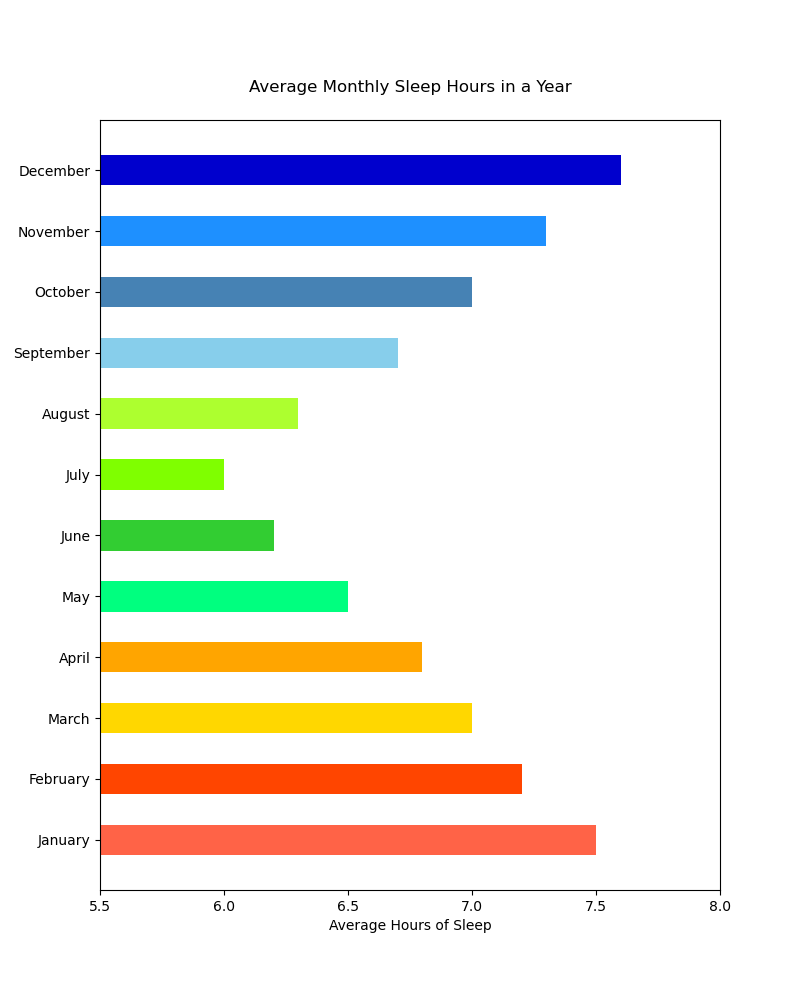 Average Monthly Sleep Hours in a Year
December
November
October
September
August
July
June
May
April
March
February
January
5.5 6.0 6.5 7.0 7.5 8.0
Average Hours of Sleep